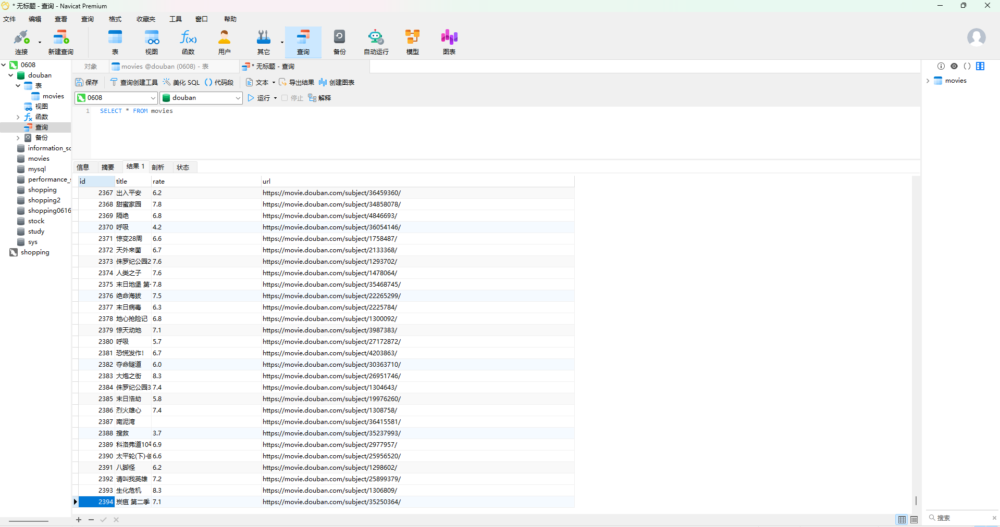 * 无标题 - 查询 - Navicat Premium
文件 编辑 查看 查询 格式 收藏夹 工具 窗口 帮助
连接 新建查询 表 视图 函数 用户 其它 查询 备份 自动运行 模型 图表
0608
douban
表
movies
视图
函数
查询
备份
information_sc
movies
mysql
performance_s
shopping
shopping2
shopping0616
stock
study
sys
shopping
对象 movies @douban (0608) - 表 * 无标题 - 查询
保存 查询创建工具 美化 SQL 代码段 文本 导出结果 创建图表
0608 douban 运行 停止 解释
1 SELECT * FROM movies
信息 摘要 结果 1 剖析 状态
id title rate url
2367 出入平安 6.2 https://movie.douban.com/subject/36459360/
2368 甜蜜家园 7.8 https://movie.douban.com/subject/34858078/
2369 隔绝 6.8 https://movie.douban.com/subject/4846693/
2370 呼吸 4.2 https://movie.douban.com/subject/36054146/
2371 惊变28周 6.6 https://movie.douban.com/subject/1758487/
2372 天外来菌 6.7 https://movie.douban.com/subject/2133368/
2373 侏罗纪公园2 7.6 https://movie.douban.com/subject/1293702/
2374 人类之子 7.6 https://movie.douban.com/subject/1478064/
2375 末日地堡 第一 7.8 https://movie.douban.com/subject/35468745/
2376 绝命海拔 7.5 https://movie.douban.com/subject/22265299/
2377 末日病毒 6.3 https://movie.douban.com/subject/2225784/
2378 地心抢险记 6.8 https://movie.douban.com/subject/1300092/
2379 惊天动地 7.1 https://movie.douban.com/subject/3987383/
2380 呼吸 5.7 https://movie.douban.com/subject/27172872/
2381 恐慌发作! 6.7 https://movie.douban.com/subject/4203863/
2382 夺命隧道 6.0 https://movie.douban.com/subject/30363710/
2383 大炮之街 8.3 https://movie.douban.com/subject/26951746/
2384 侏罗纪公园3 7.4 https://movie.douban.com/subject/1304643/
2385 末日浩劫 5.8 https://movie.douban.com/subject/19976260/
2386 烈火雄心 7.4 https://movie.douban.com/subject/1308758/
2387 南泥湾 https://movie.douban.com/subject/36415581/
2388 搜救 3.7 https://movie.douban.com/subject/35237993/
2389 科洛弗道10号 6.9 https://movie.douban.com/subject/2977957/
2390 太平轮(下)·彼 6.6 https://movie.douban.com/subject/25956520/
2391 八脚怪 6.2 https://movie.douban.com/subject/1298602/
2392 请叫我英雄 7.2 https://movie.douban.com/subject/25899379/
2393 生化危机 8.3 https://movie.douban.com/subject/1306809/
2394 炭疽 第二季 7.1 https://movie.douban.com/subject/35250364/
movies
搜索